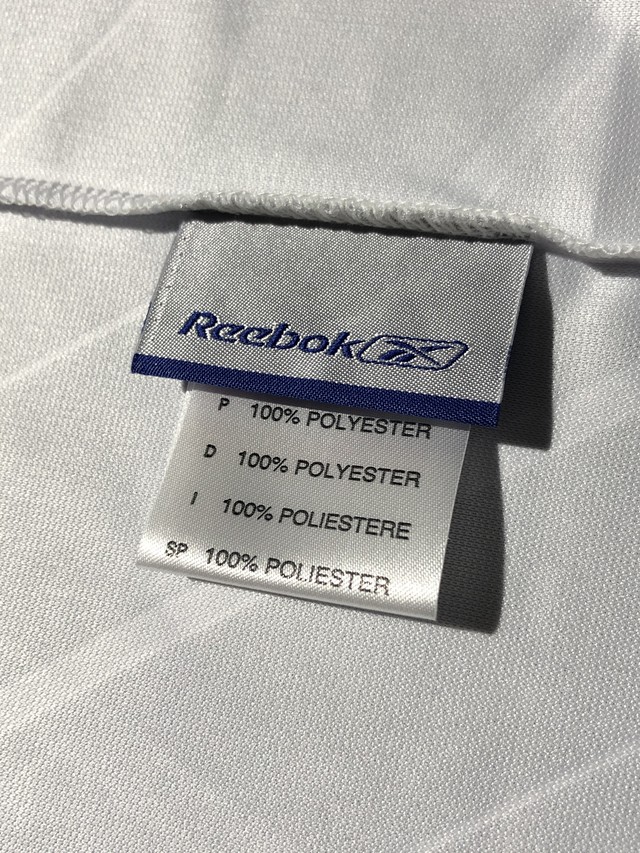 Reebok
P 100% POLYESTER
D 100% POLYESTER
I 100% POLIESTERE
SP 100% POLIESTER